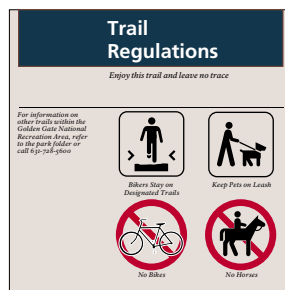 Trail
Regulations
Enjoy this trail and leave no trace
For information on
other trails within the
Golden Gate National
Recreation Area, refer
to the park folder or
call 631-728-5600
Bikers Stay on
Designated Trails
Keep Pets on Leash
No Bikes
No Horses